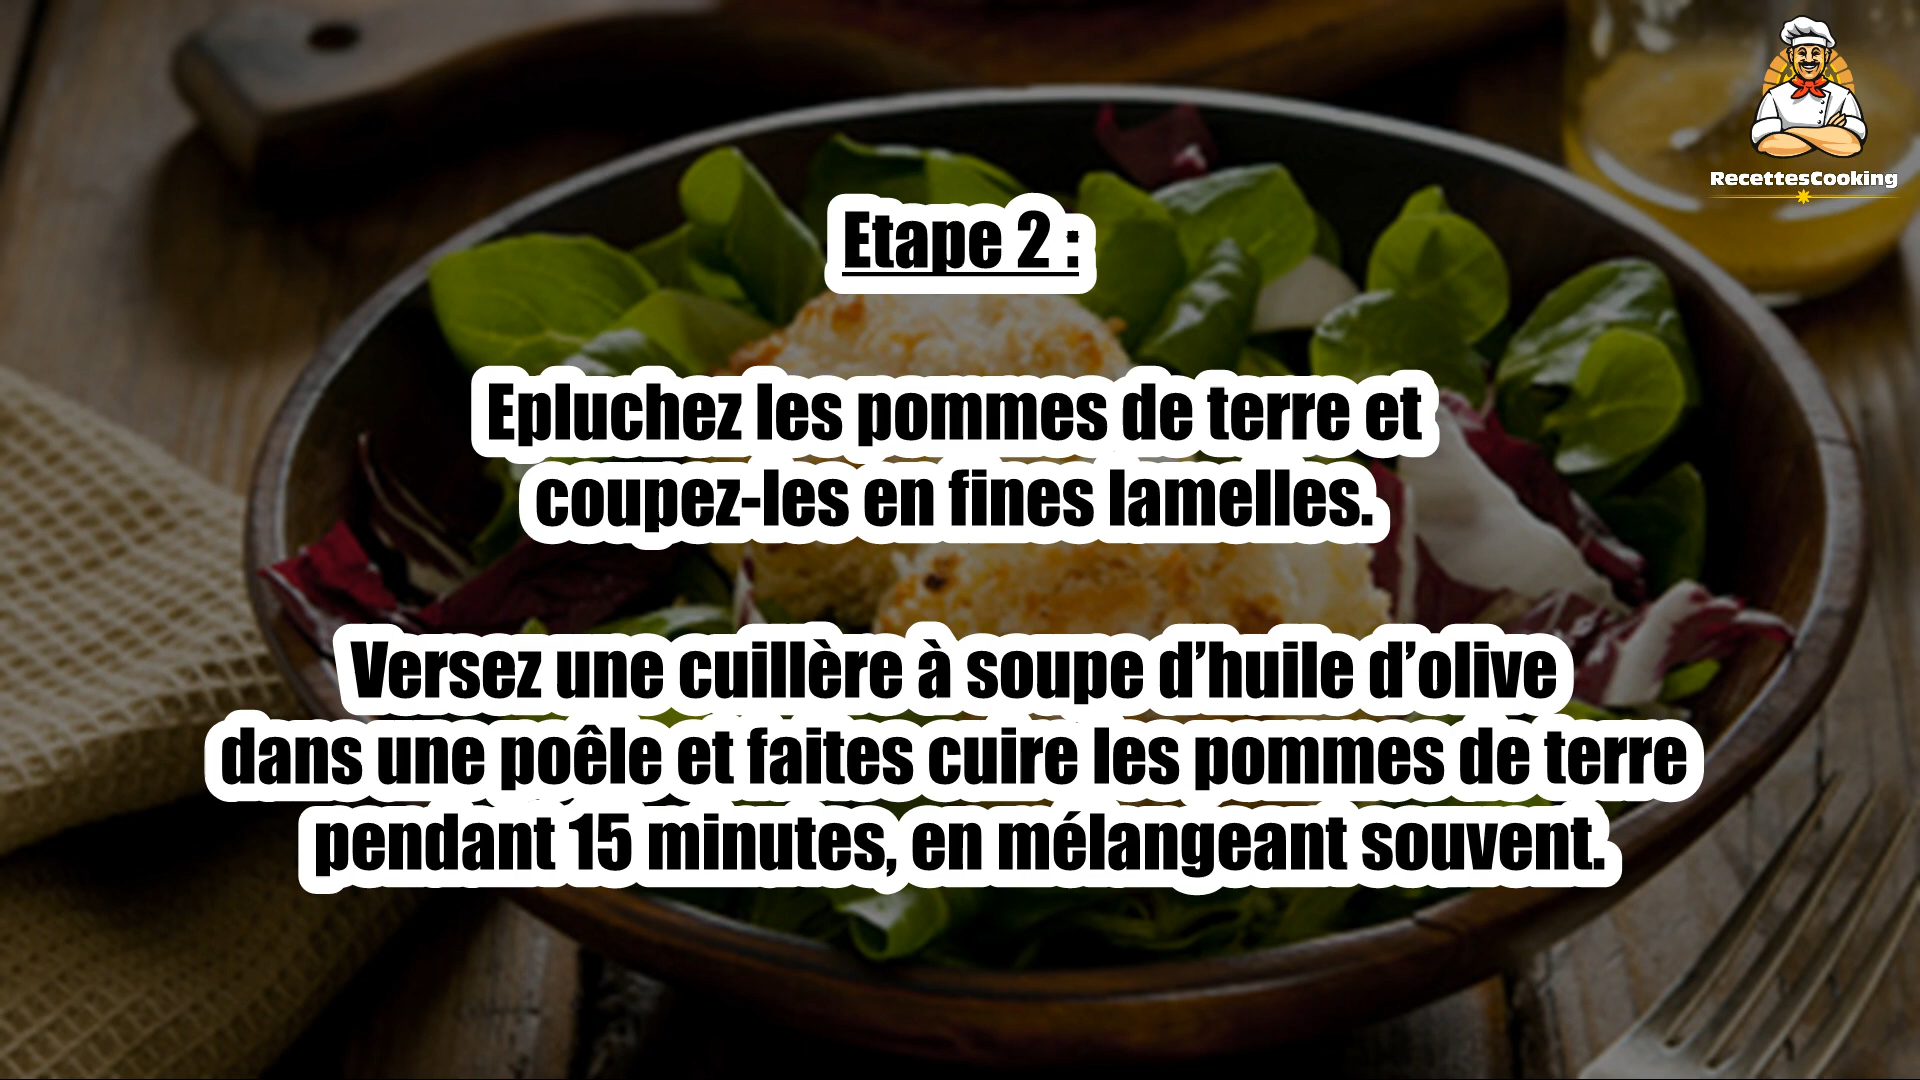 RecettesCooking
Etape 2 :
Epluchez les pommes de terre et
coupez-les en fines lamelles.
Versez une cuillère à soupe d’huile d’olive
dans une poêle et faites cuire les pommes de terre
pendant 15 minutes, en mélangeant souvent.